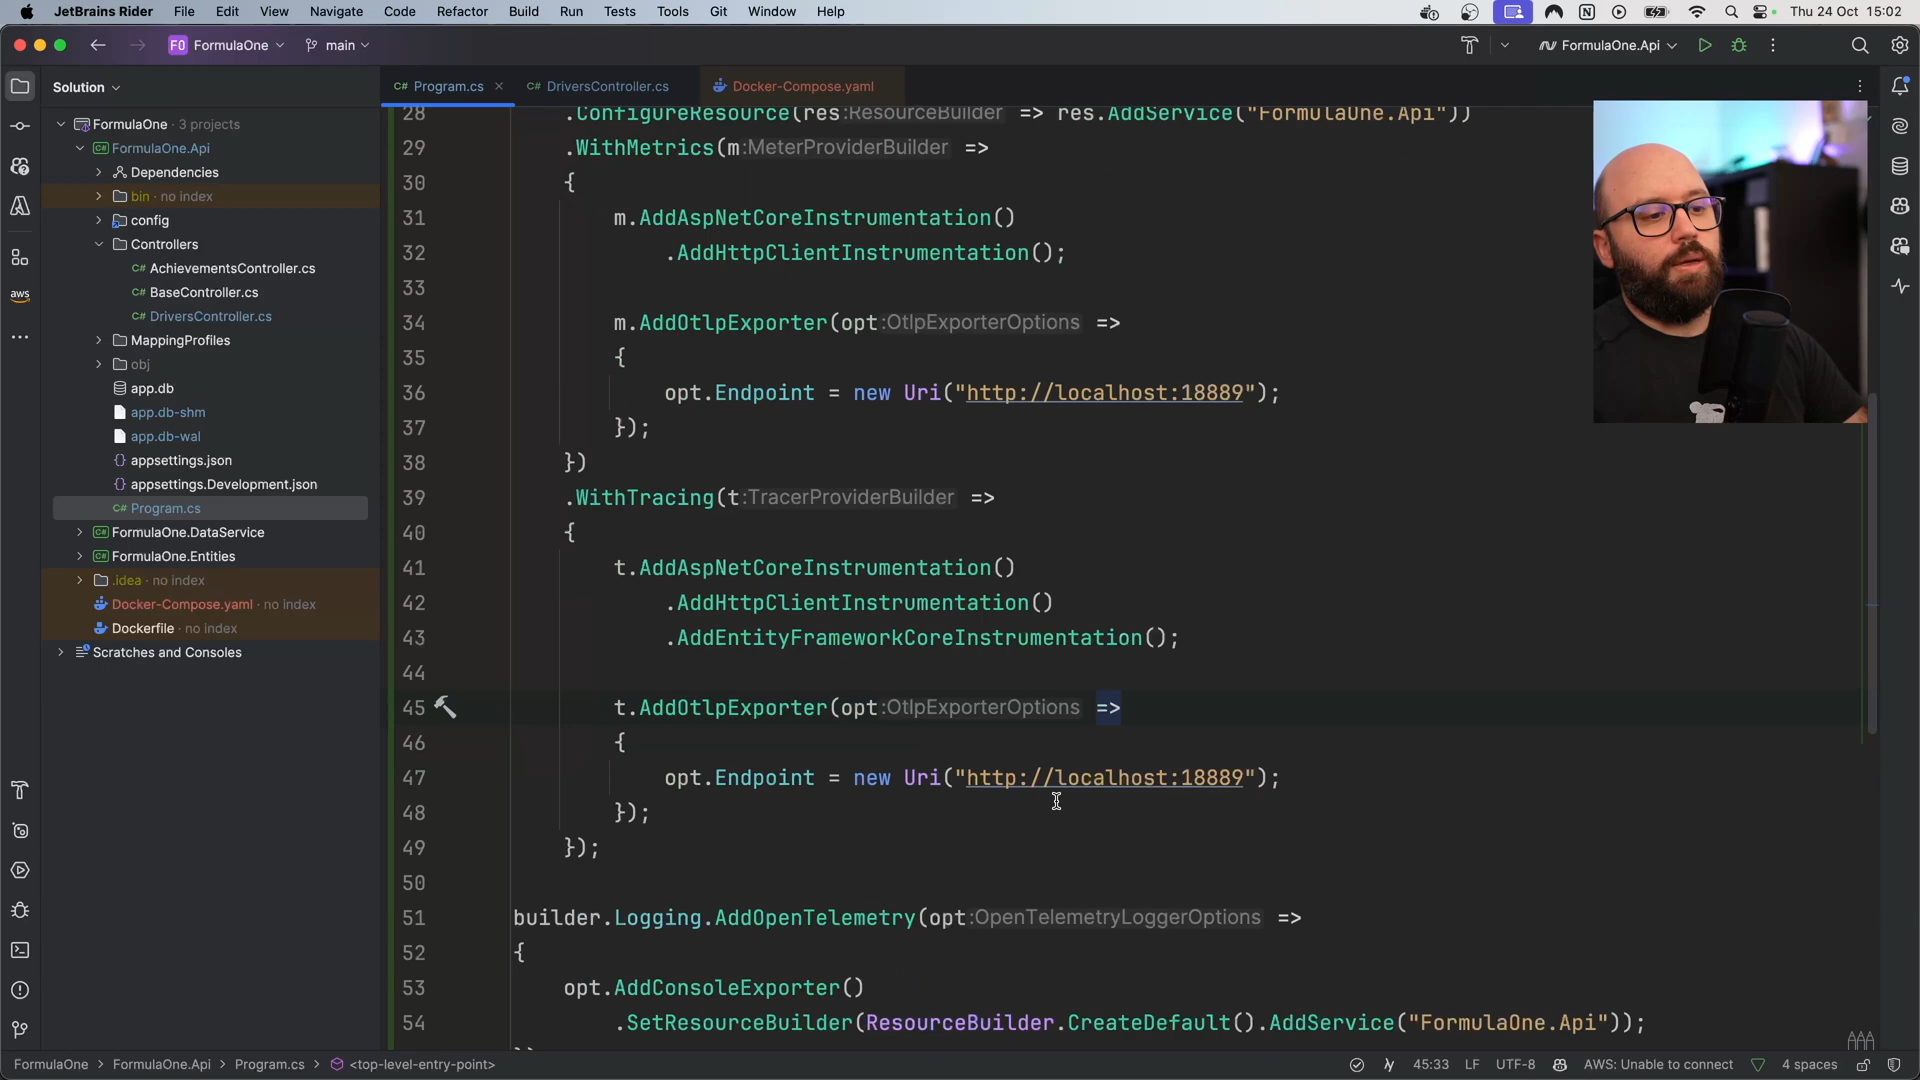 JetBrains Rider File Edit View Navigate Code Refactor Build Run Tests Tools Git Window Help Thu 24 Oct 15:02
F0 FormulaOne main FormulaOne.Api
Solution
C# Program.cs C# DriversController.cs Docker-Compose.yaml
FormulaOne · 3 projects
FormulaOne.Api
Dependencies
bin · no index
config
Controllers
C# AchievementsController.cs
C# BaseController.cs
C# DriversController.cs
MappingProfiles
obj
app.db
app.db-shm
app.db-wal
appsettings.json
appsettings.Development.json
C# Program.cs
FormulaOne.DataService
FormulaOne.Entities
.idea · no index
Docker-Compose.yaml · no index
Dockerfile · no index
Scratches and Consoles
aws
28 .ConfigureResource(res:ResourceBuilder => res.AddService("FormulaOne.Api"))
29 .WithMetrics(m:MeterProviderBuilder =>
30 {
31 m.AddAspNetCoreInstrumentation()
32 .AddHttpClientInstrumentation();
33
34 m.AddOtlpExporter(opt:OtlpExporterOptions =>
35 {
36 opt.Endpoint = new Uri("http://localhost:18889");
37 });
38 })
39 .WithTracing(t:TracerProviderBuilder =>
40 {
41 t.AddAspNetCoreInstrumentation()
42 .AddHttpClientInstrumentation()
43 .AddEntityFrameworkCoreInstrumentation();
44
45 t.AddOtlpExporter(opt:OtlpExporterOptions =>
46 {
47 opt.Endpoint = new Uri("http://localhost:18889");
48 });
49 });
50
51 builder.Logging.AddOpenTelemetry(opt:OpenTelemetryLoggerOptions =>
52 {
53 opt.AddConsoleExporter()
54 .SetResourceBuilder(ResourceBuilder.CreateDefault().AddService("FormulaOne.Api"));
FormulaOne > FormulaOne.Api > Program.cs > <top-level-entry-point> 45:33 LF UTF-8 AWS: Unable to connect 4 spaces